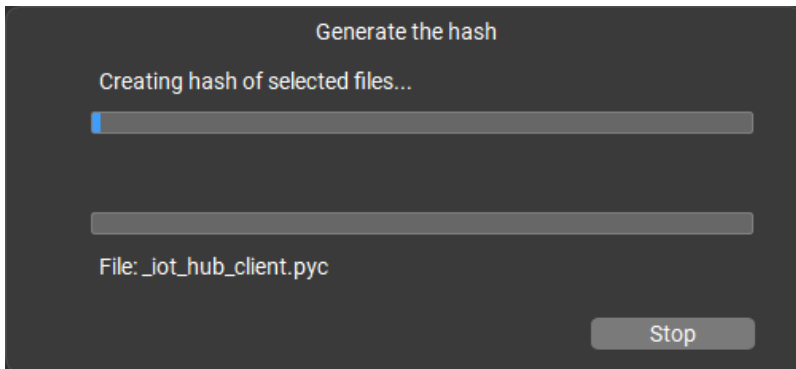 Generate the hash
Creating hash of selected files...
File: _iot_hub_client.pyc
Stop